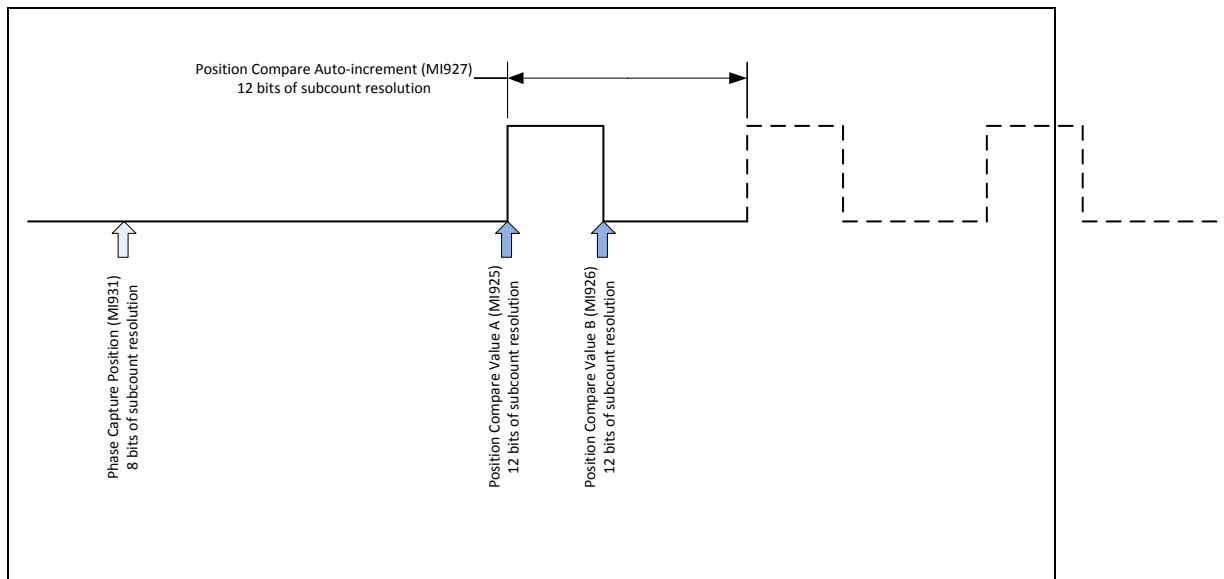 Position Compare Auto-increment (MI927)
12 bits of subcount resolution
Phase Capture Position (MI931)
8 bits of subcount resolution
Position Compare Value A (MI925)
12 bits of subcount resolution
Position Compare Value B (MI926)
12 bits of subcount resolution